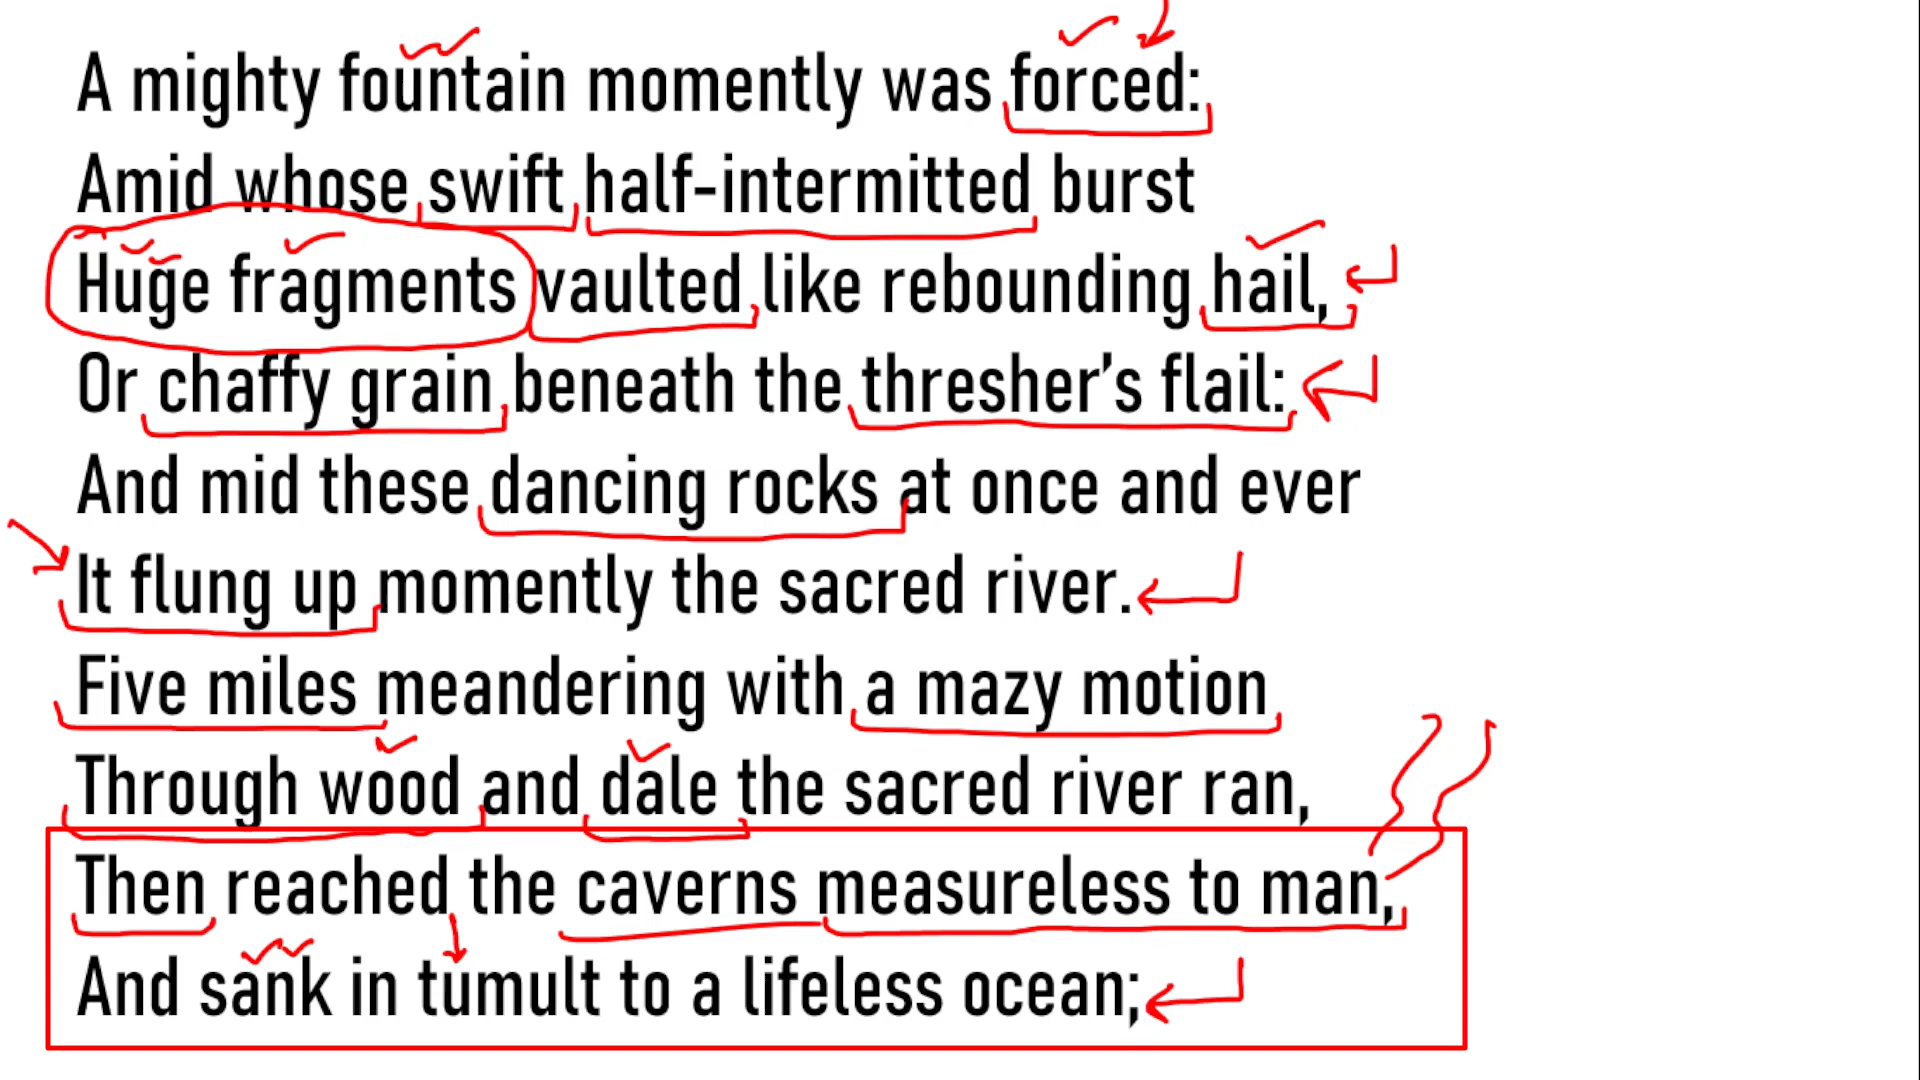 A mighty fountain momently was forced:
Amid whose swift half-intermitted burst
Huge fragments vaulted like rebounding hail,
Or chaffy grain beneath the thresher’s flail:
And mid these dancing rocks at once and ever
It flung up momently the sacred river.
Five miles meandering with a mazy motion
Through wood and dale the sacred river ran,
Then reached the caverns measureless to man,
And sank in tumult to a lifeless ocean;